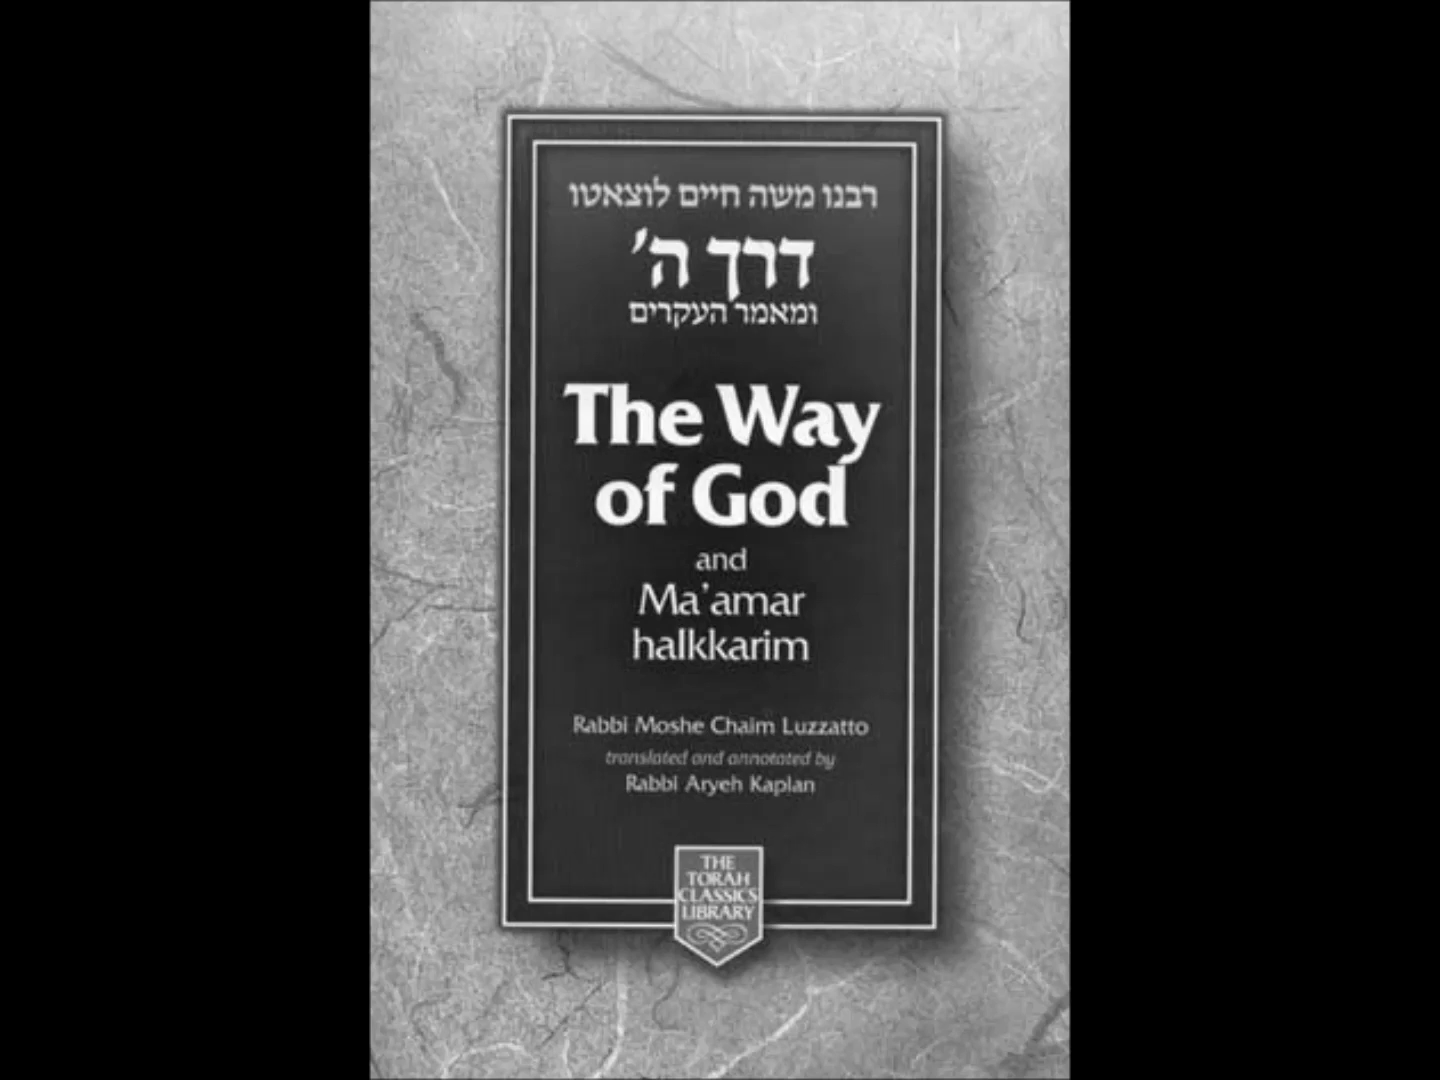 רבנו משה חיים לוצאטו
דרך ה'
ומאמר העקרים
The Way
of God
and
Ma'amar
halkkarim
Rabbi Moshe Chaim Luzzatto
translated and annotated by
Rabbi Aryeh Kaplan
THE
TORAH
CLASSICS
LIBRARY